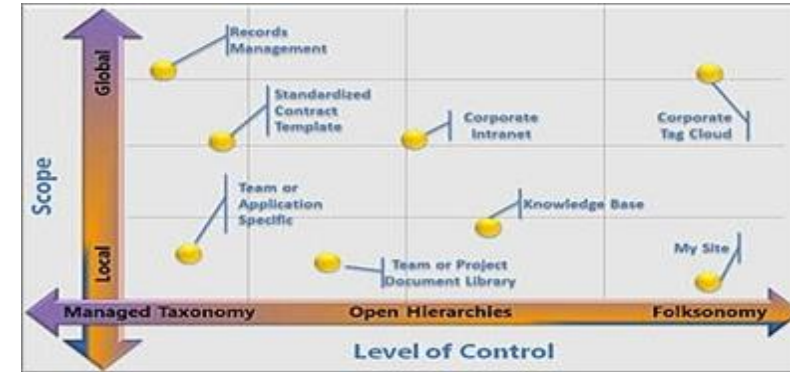 Records
Management
Global
Standardized
Contract
Template
Corporate
Intranet
Corporate
Tag Cloud
Scope
Team or
Application
Specific
Knowledge Base
My Site
Local
Team or Project
Document Library
Managed Taxonomy
Open Hierarchies
Folksonomy
Level of Control